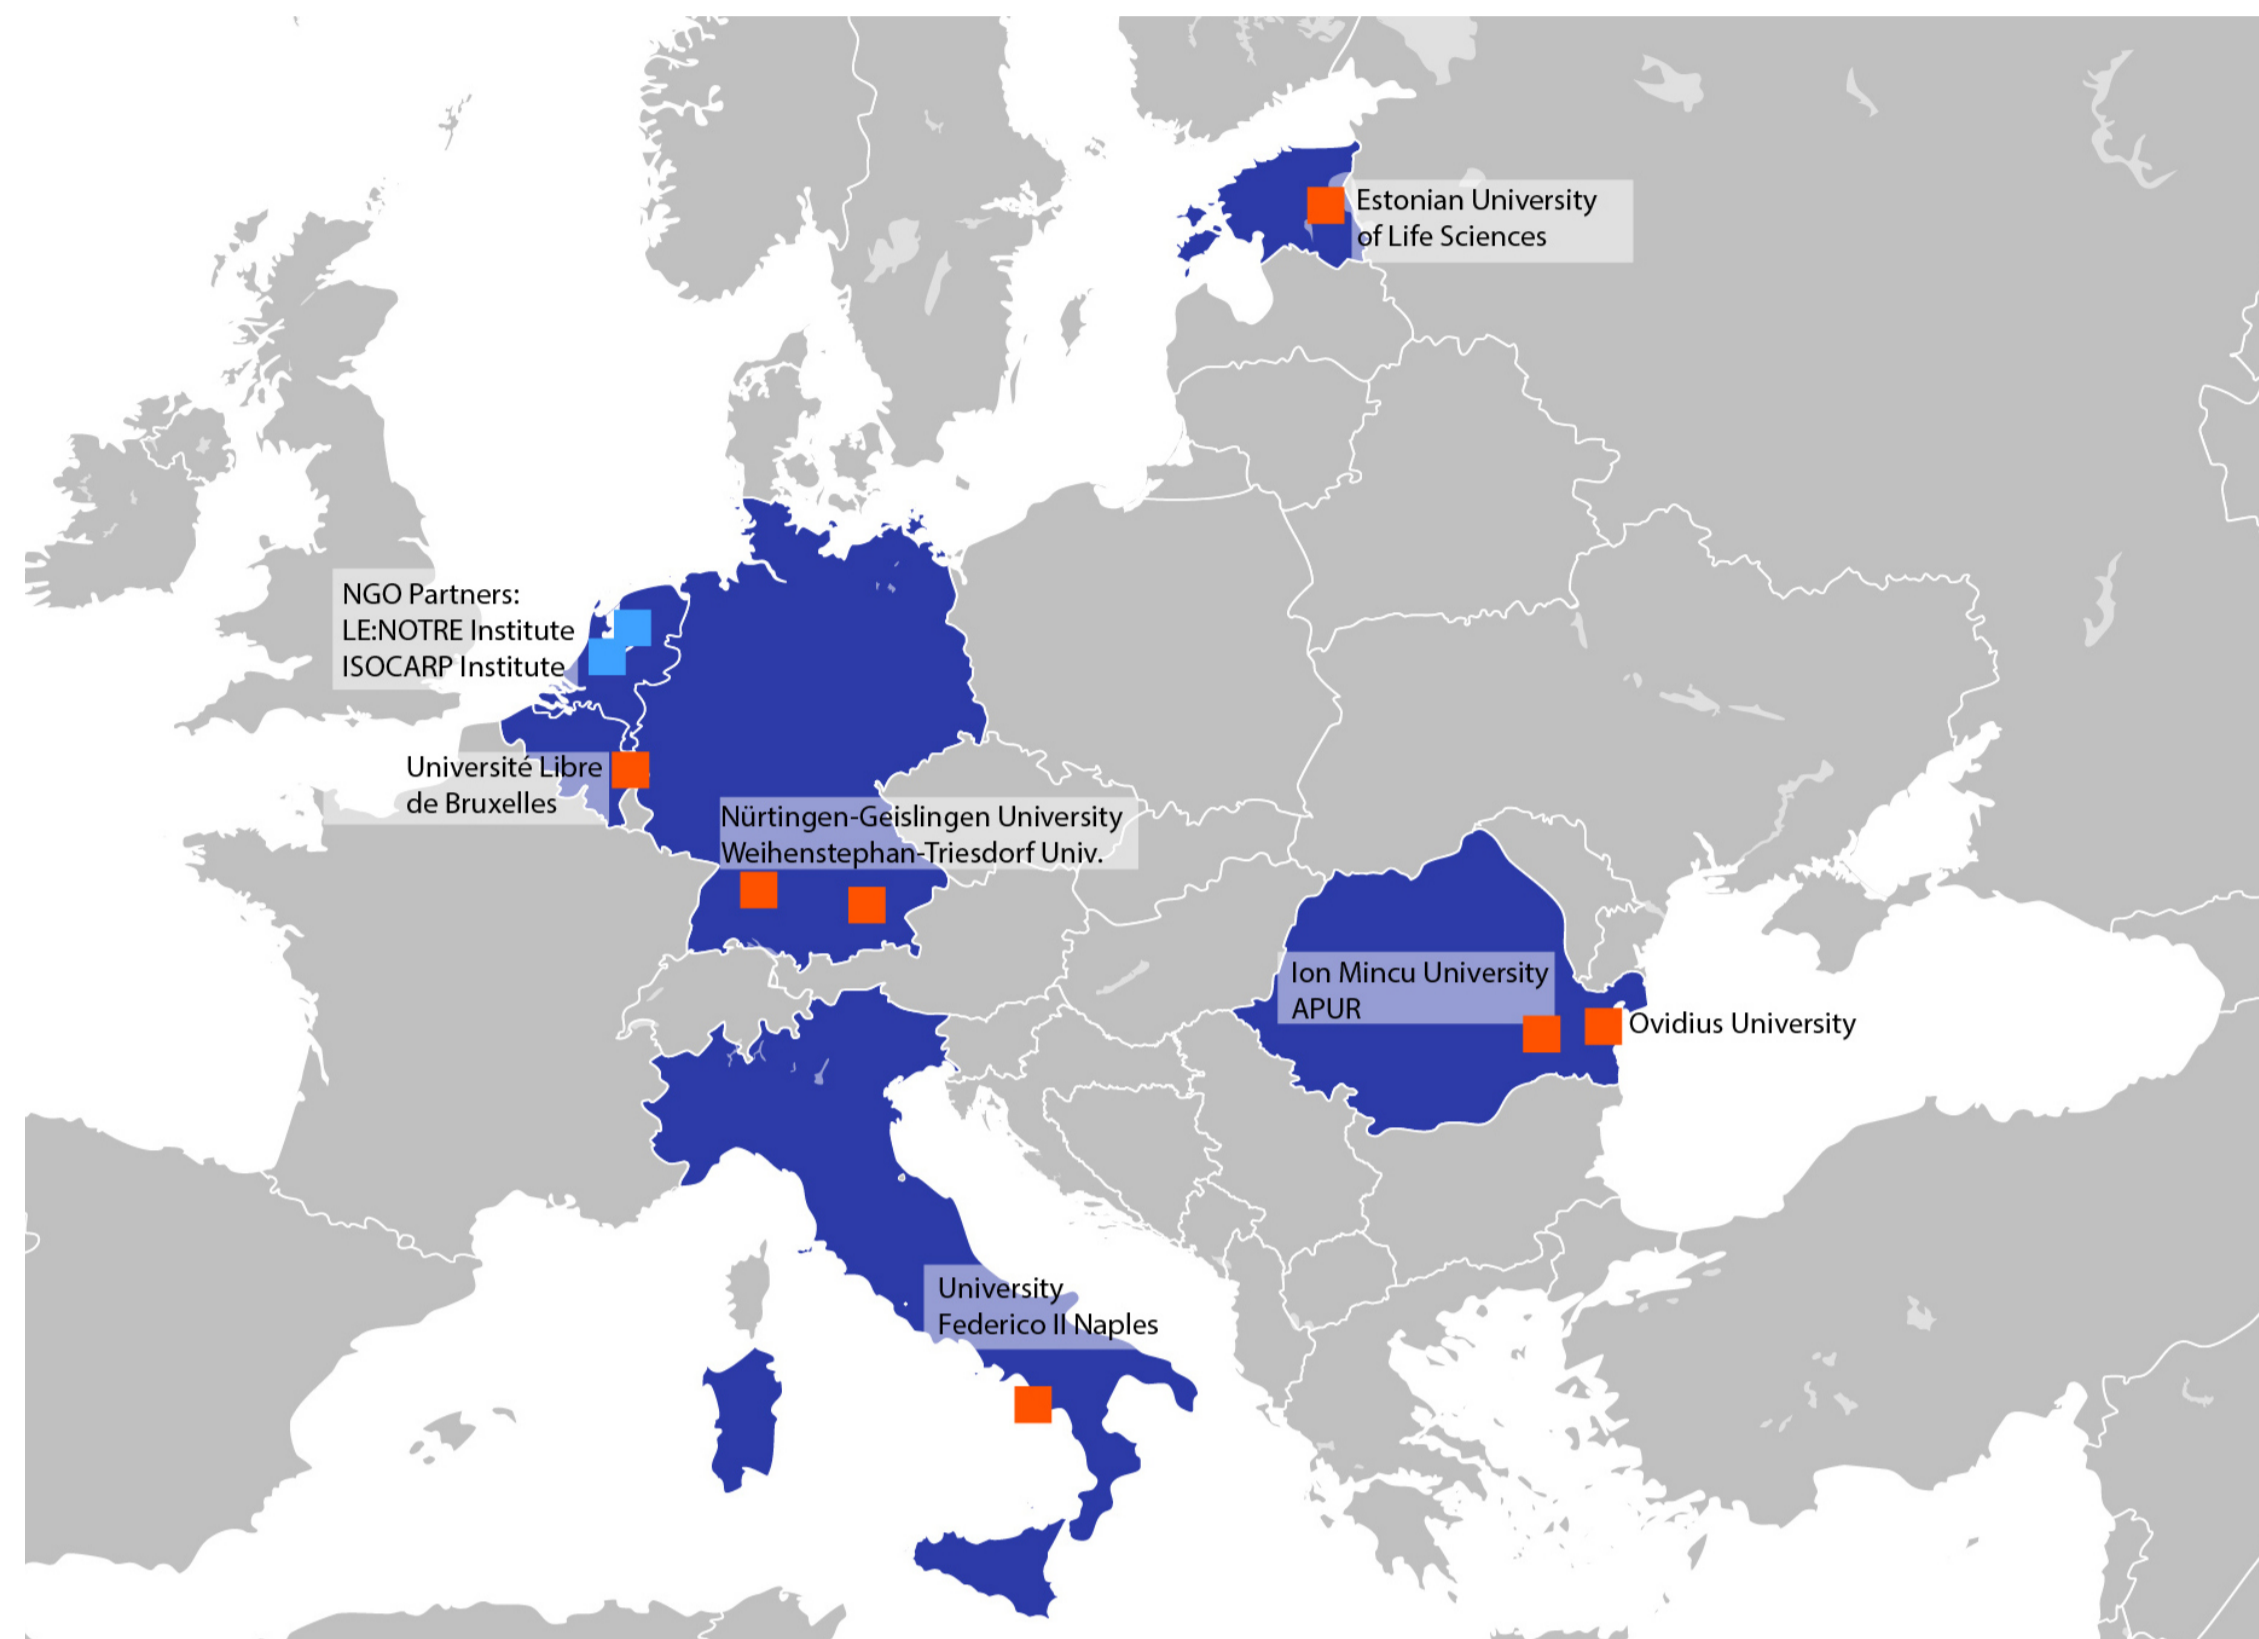 Estonian University
of Life Sciences
NGO Partners:
LE:NOTRE Institute
ISOCARP Institute
Université Libre
de Bruxelles
Nürtingen-Geislingen University
Weihenstephan-Triesdorf Univ.
Ion Mincu University
APUR
Ovidius University
University
Federico II Naples